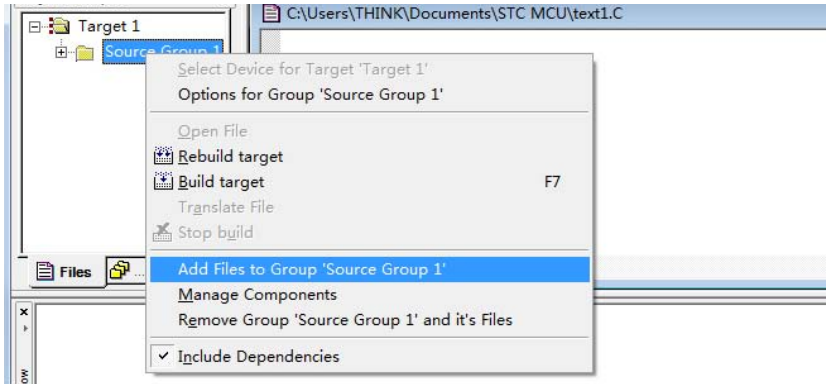 C:\Users\THINK\Documents\STC MCU\text1.C
Target 1
Source Group 1
Select Device for Target 'Target 1'
Options for Group 'Source Group 1'
Open File
Rebuild target
Build target F7
Translate File
Stop build
Add Files to Group 'Source Group 1'
Manage Components
Remove Group 'Source Group 1' and it's Files
Include Dependencies
Files
...